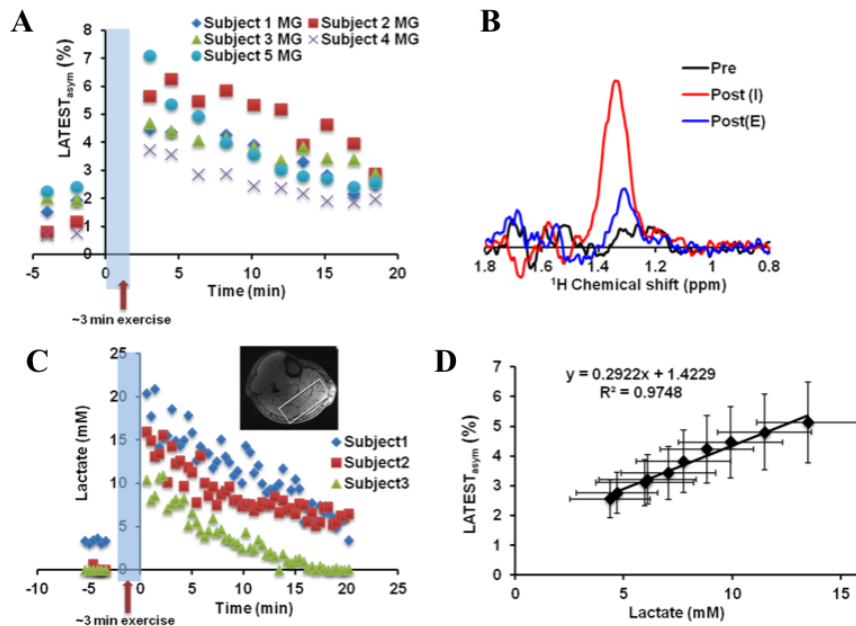 A
Subject 1 MG Subject 2 MG
Subject 3 MG Subject 4 MG
Subject 5 MG
LATESTasym (%)
8
7
6
5
4
3
2
1
0
-5 0 5 10 15 20
Time (min)
~3 min exercise
B
Pre
Post (I)
Post(E)
1.8 1.6 1.4 1.2 1 0.8
¹H Chemical shift (ppm)
C
Lactate (mM)
25
20
15
10
5
0
Subject1
Subject2
Subject3
-10 -5 0 5 10 15 20 25
Time (min)
~3 min exercise
D
y = 0.2922x + 1.4229
R² = 0.9748
LATESTasym (%)
7
6
5
4
3
2
1
0
0 5 10 15
Lactate (mM)